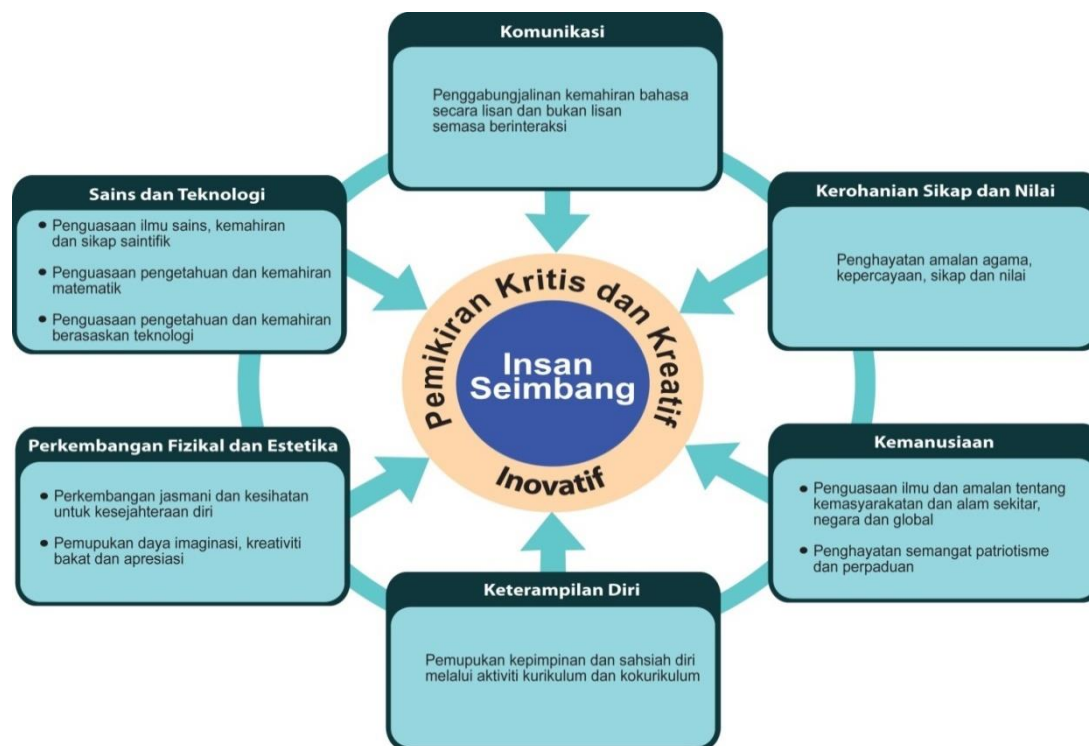 Komunikasi
Penggabungjalinan kemahiran bahasa
secara lisan dan bukan lisan
semasa berinteraksi
Sains dan Teknologi
• Penguasaan ilmu sains, kemahiran
dan sikap saintifik
• Penguasaan pengetahuan dan kemahiran
matematik
• Penguasaan pengetahuan dan kemahiran
berasaskan teknologi
Kerohanian Sikap dan Nilai
Penghayatan amalan agama,
kepercayaan, sikap dan nilai
Pemikiran Kritis dan Kreatif
Insan
Seimbang
Inovatif
Perkembangan Fizikal dan Estetika
• Perkembangan jasmani dan kesihatan
untuk kesejahteraan diri
• Pemupukan daya imaginasi, kreativiti
bakat dan apresiasi
Kemanusiaan
• Penguasaan ilmu dan amalan tentang
kemasyarakatan dan alam sekitar,
negara dan global
• Penghayatan semangat patriotisme
dan perpaduan
Keterampilan Diri
Pemupukan kepimpinan dan sahsiah diri
melalui aktiviti kurikulum dan kokurikulum